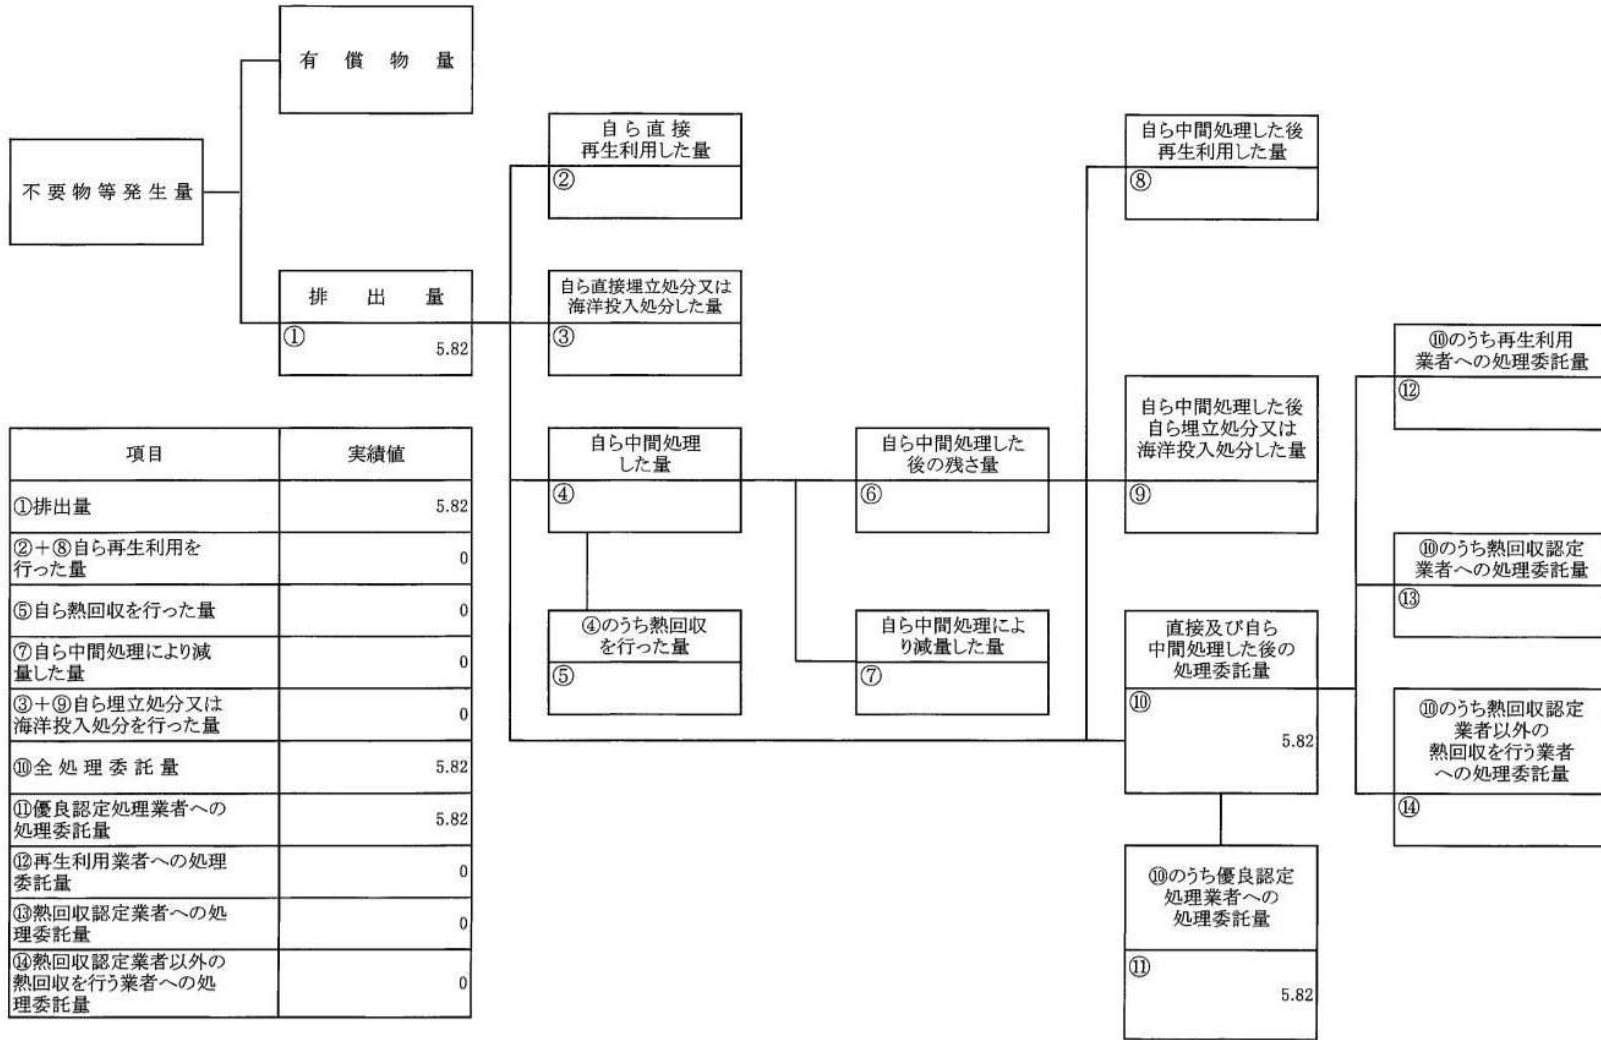 有償物量
不要物等発生量
排出量
①
5.82
自ら直接
再生利用した量
②
自ら直接埋立処分又は
海洋投入処分した量
③
自ら中間処理
した量
④
④のうち熱回収
を行った量
⑤
自ら中間処理した
後の残さ量
⑥
自ら中間処理によ
り減量した量
⑦
自ら中間処理した後
再生利用した量
⑧
自ら中間処理した後
自ら埋立処分又は
海洋投入処分した量
⑨
直接及び自ら
中間処理した後の
処理委託量
⑩
5.82
⑩のうち優良認定
処理業者への
処理委託量
⑪
5.82
⑩のうち再生利用
業者への処理委託量
⑫
⑩のうち熱回収認定
業者への処理委託量
⑬
⑩のうち熱回収認定
業者以外の
熱回収を行う業者
への処理委託量
⑭
項目 実績値
①排出量 5.82
②+⑧自ら再生利用を
行った量 0
⑤自ら熱回収を行った量 0
⑦自ら中間処理により減
量した量 0
③+⑨自ら埋立処分又は
海洋投入処分を行った量 0
⑩全処理委託量 5.82
⑪優良認定処理業者への
処理委託量 5.82
⑫再生利用業者への処理
委託量 0
⑬熱回収認定業者への処
理委託量 0
⑭熱回収認定業者以外の
熱回収を行う業者への処
理委託量 0